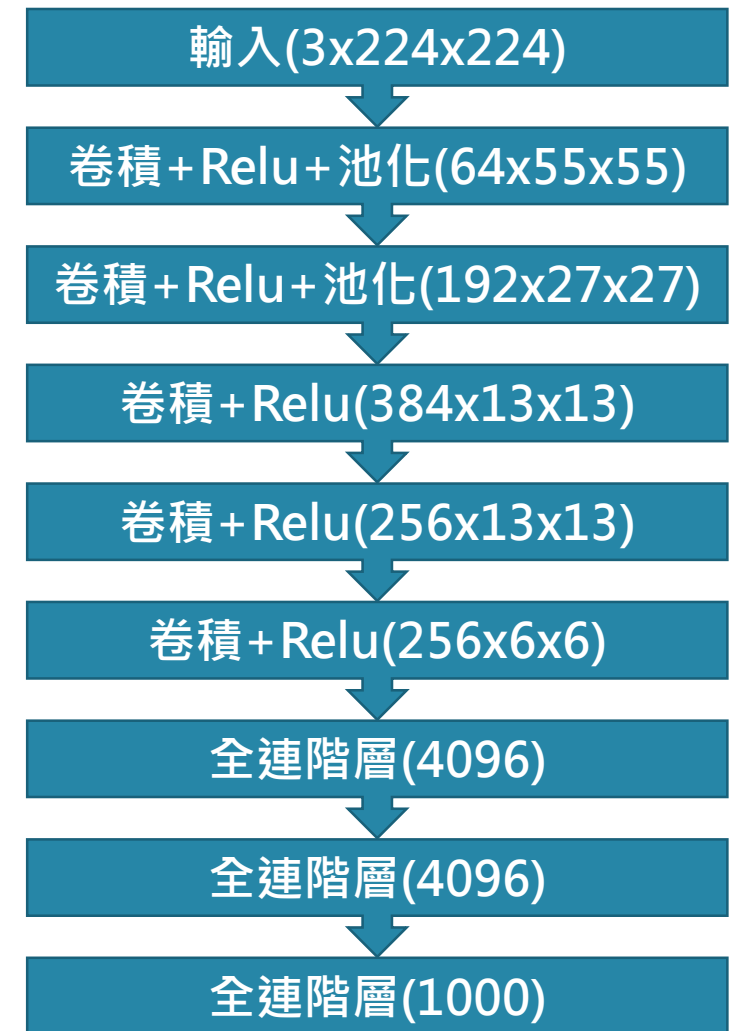 輸入(3x224x224)
卷積+Relu+池化(64x55x55)
卷積+Relu+池化(192x27x27)
卷積+Relu(384x13x13)
卷積+Relu(256x13x13)
卷積+Relu(256x6x6)
全連階層(4096)
全連階層(4096)
全連階層(1000)